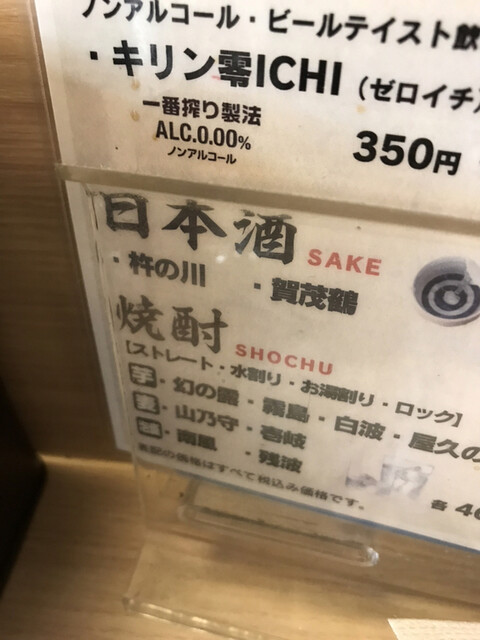 ノンアルコール・ビールテイスト飲
・キリン零ICHI（ゼロイチ）
一番搾り製法
ALC.0.00%
ノンアルコール
350円
日本酒 SAKE
・杵の川 ・賀茂鶴
焼酎 SHOCHU
【ストレート・水割り・お湯割り・ロック】
芋・幻の露・霧島・白波・屋久の
麦・山乃守・壱岐
・南風 ・残波
表記の価格はすべて税込み価格です。
各 40